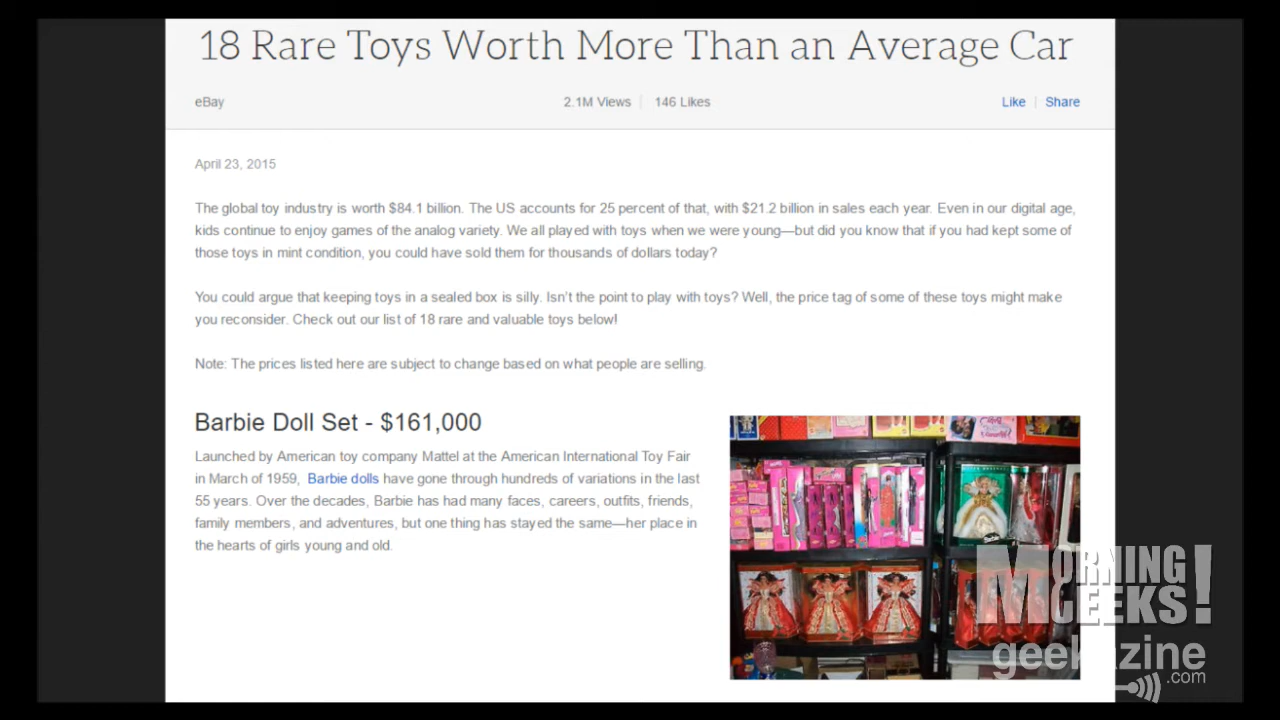 18 Rare Toys Worth More Than an Average Car
eBay
2.1M Views
146 Likes
Like
Share
April 23, 2015
The global toy industry is worth $84.1 billion. The US accounts for 25 percent of that, with $21.2 billion in sales each year. Even in our digital age,
kids continue to enjoy games of the analog variety. We all played with toys when we were young—but did you know that if you had kept some of
those toys in mint condition, you could have sold them for thousands of dollars today?
You could argue that keeping toys in a sealed box is silly. Isn't the point to play with toys? Well, the price tag of some of these toys might make
you reconsider. Check out our list of 18 rare and valuable toys below!
Note: The prices listed here are subject to change based on what people are selling.
Barbie Doll Set - $161,000
Launched by American toy company Mattel at the American International Toy Fair
in March of 1959, Barbie dolls have gone through hundreds of variations in the last
55 years. Over the decades, Barbie has had many faces, careers, outfits, friends,
family members, and adventures, but one thing has stayed the same—her place in
the hearts of girls young and old.
MORNING
GEEKS!
geekazine
.com